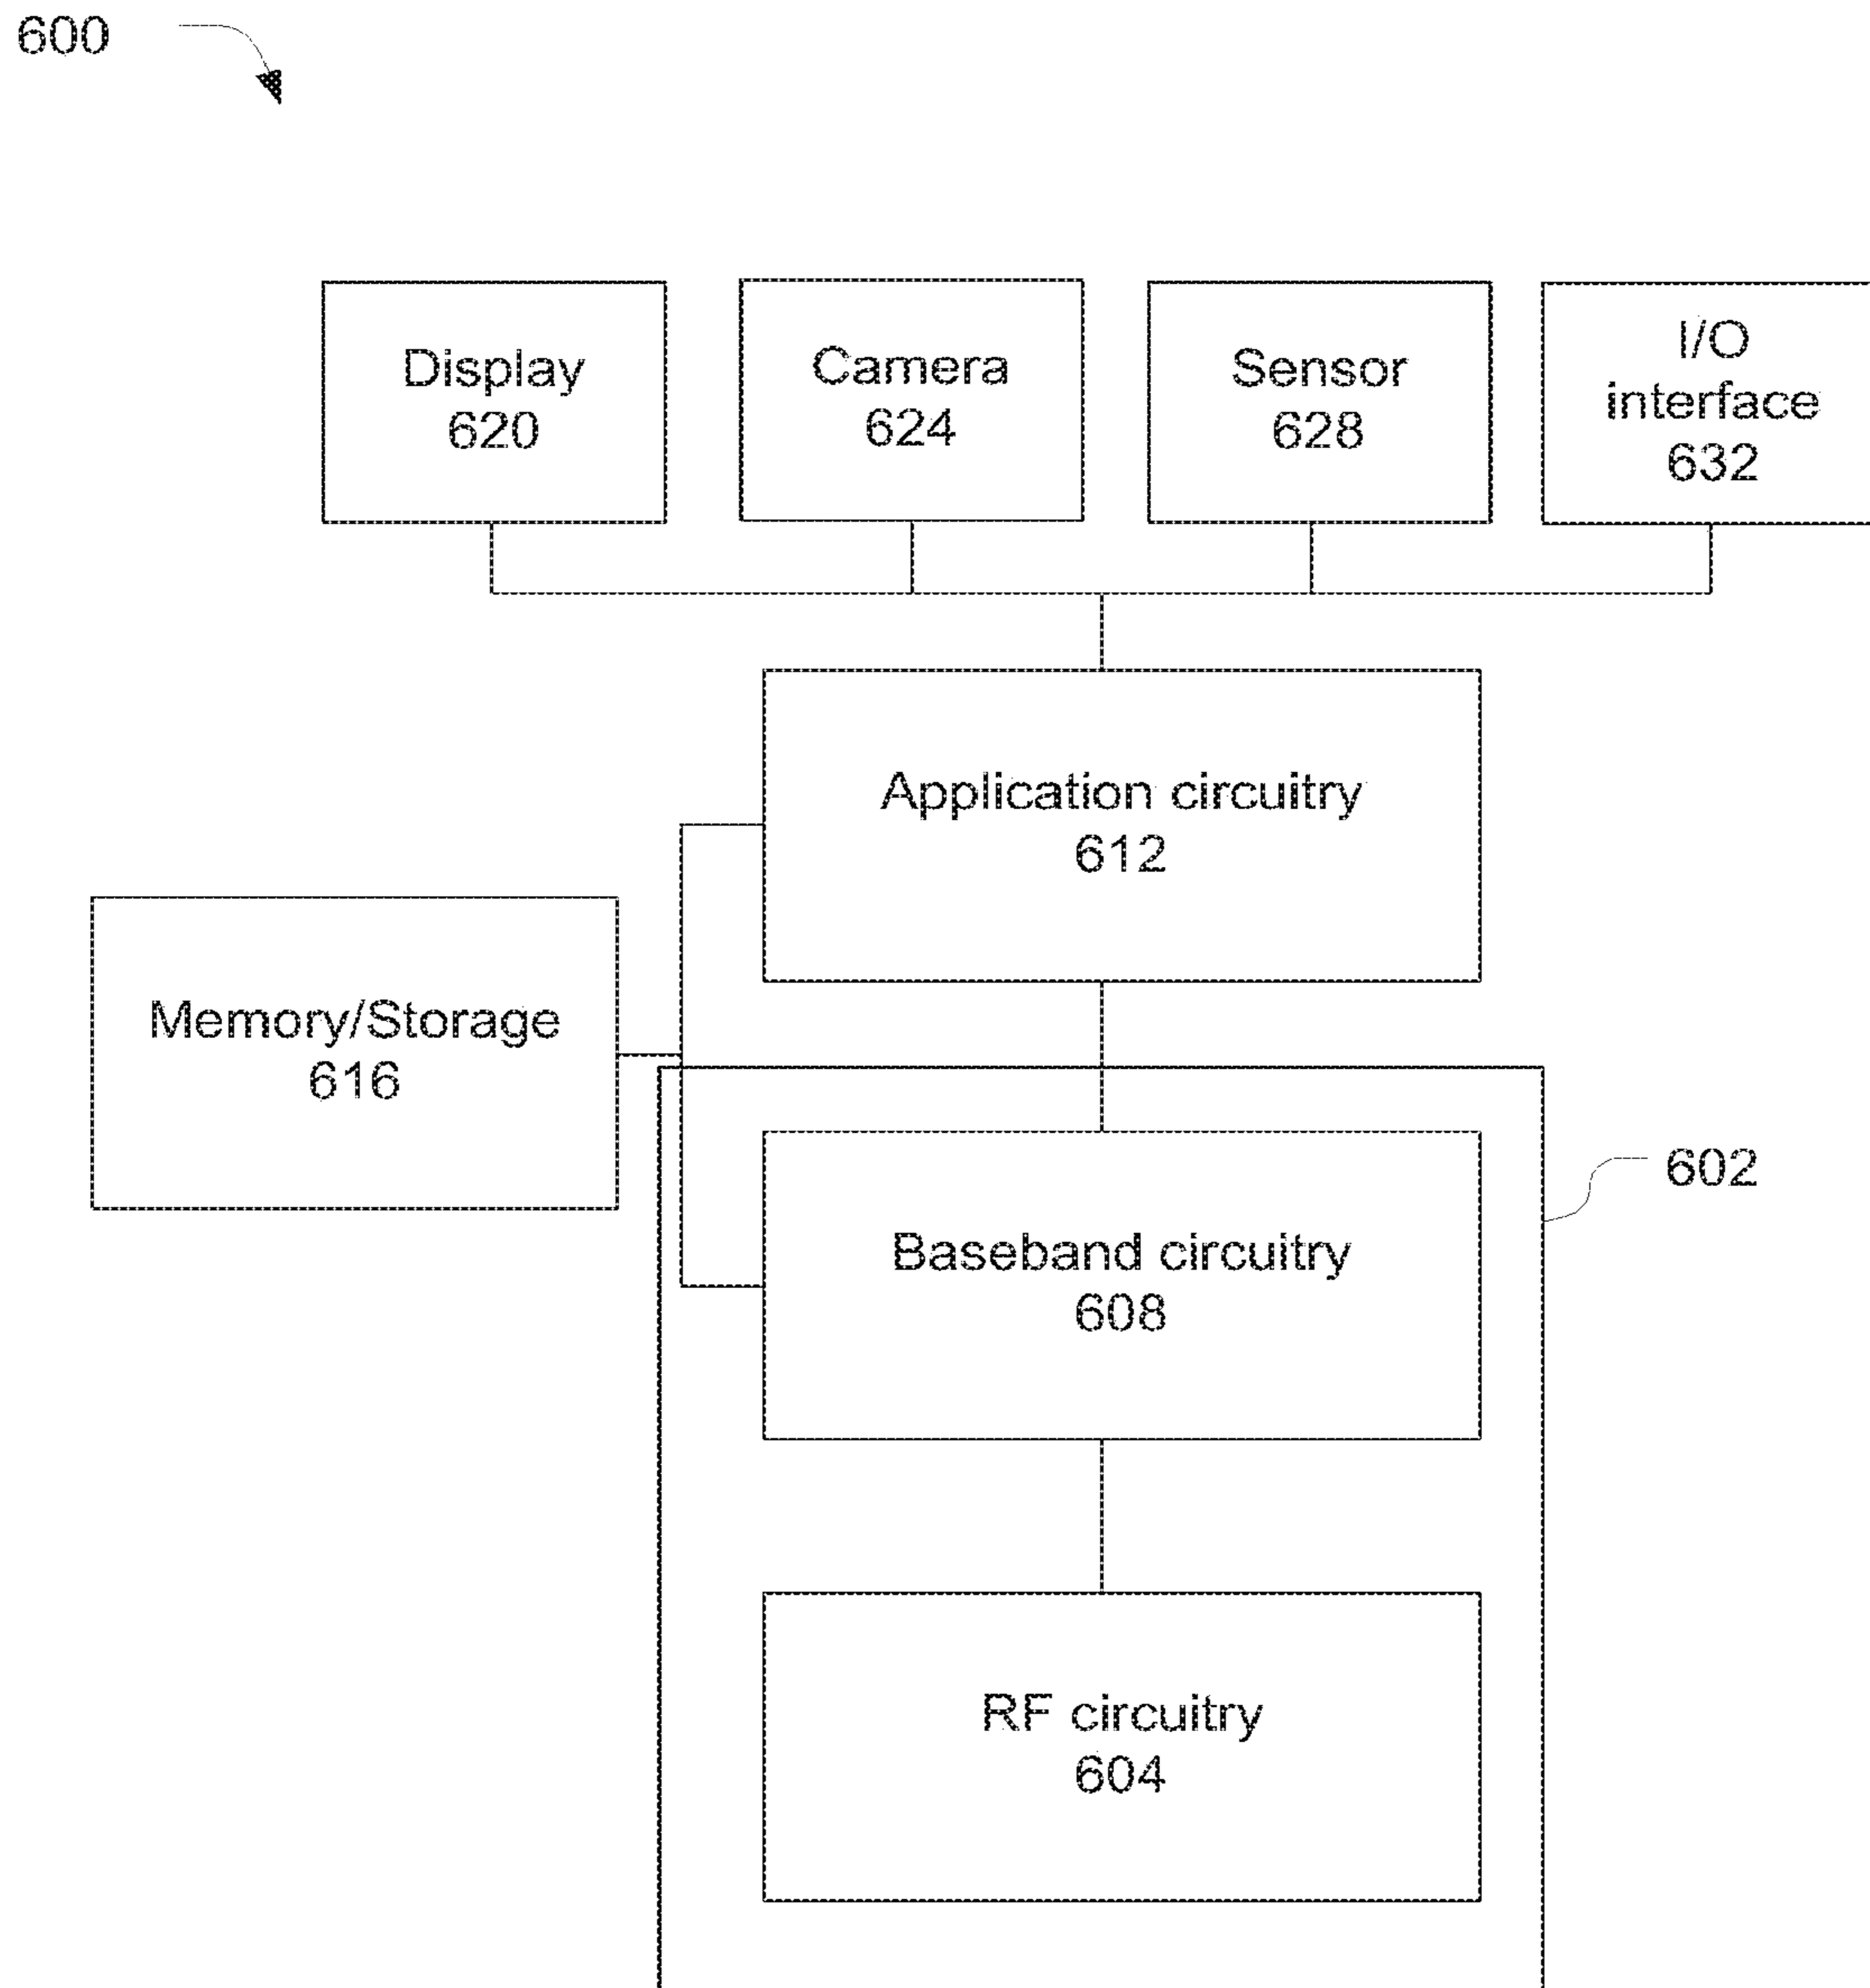 600
Display
620
Camera
624
Sensor
628
I/O
interface
632
Application circuitry
612
Memory/Storage
616
602
Baseband circuitry
608
RF circuitry
604